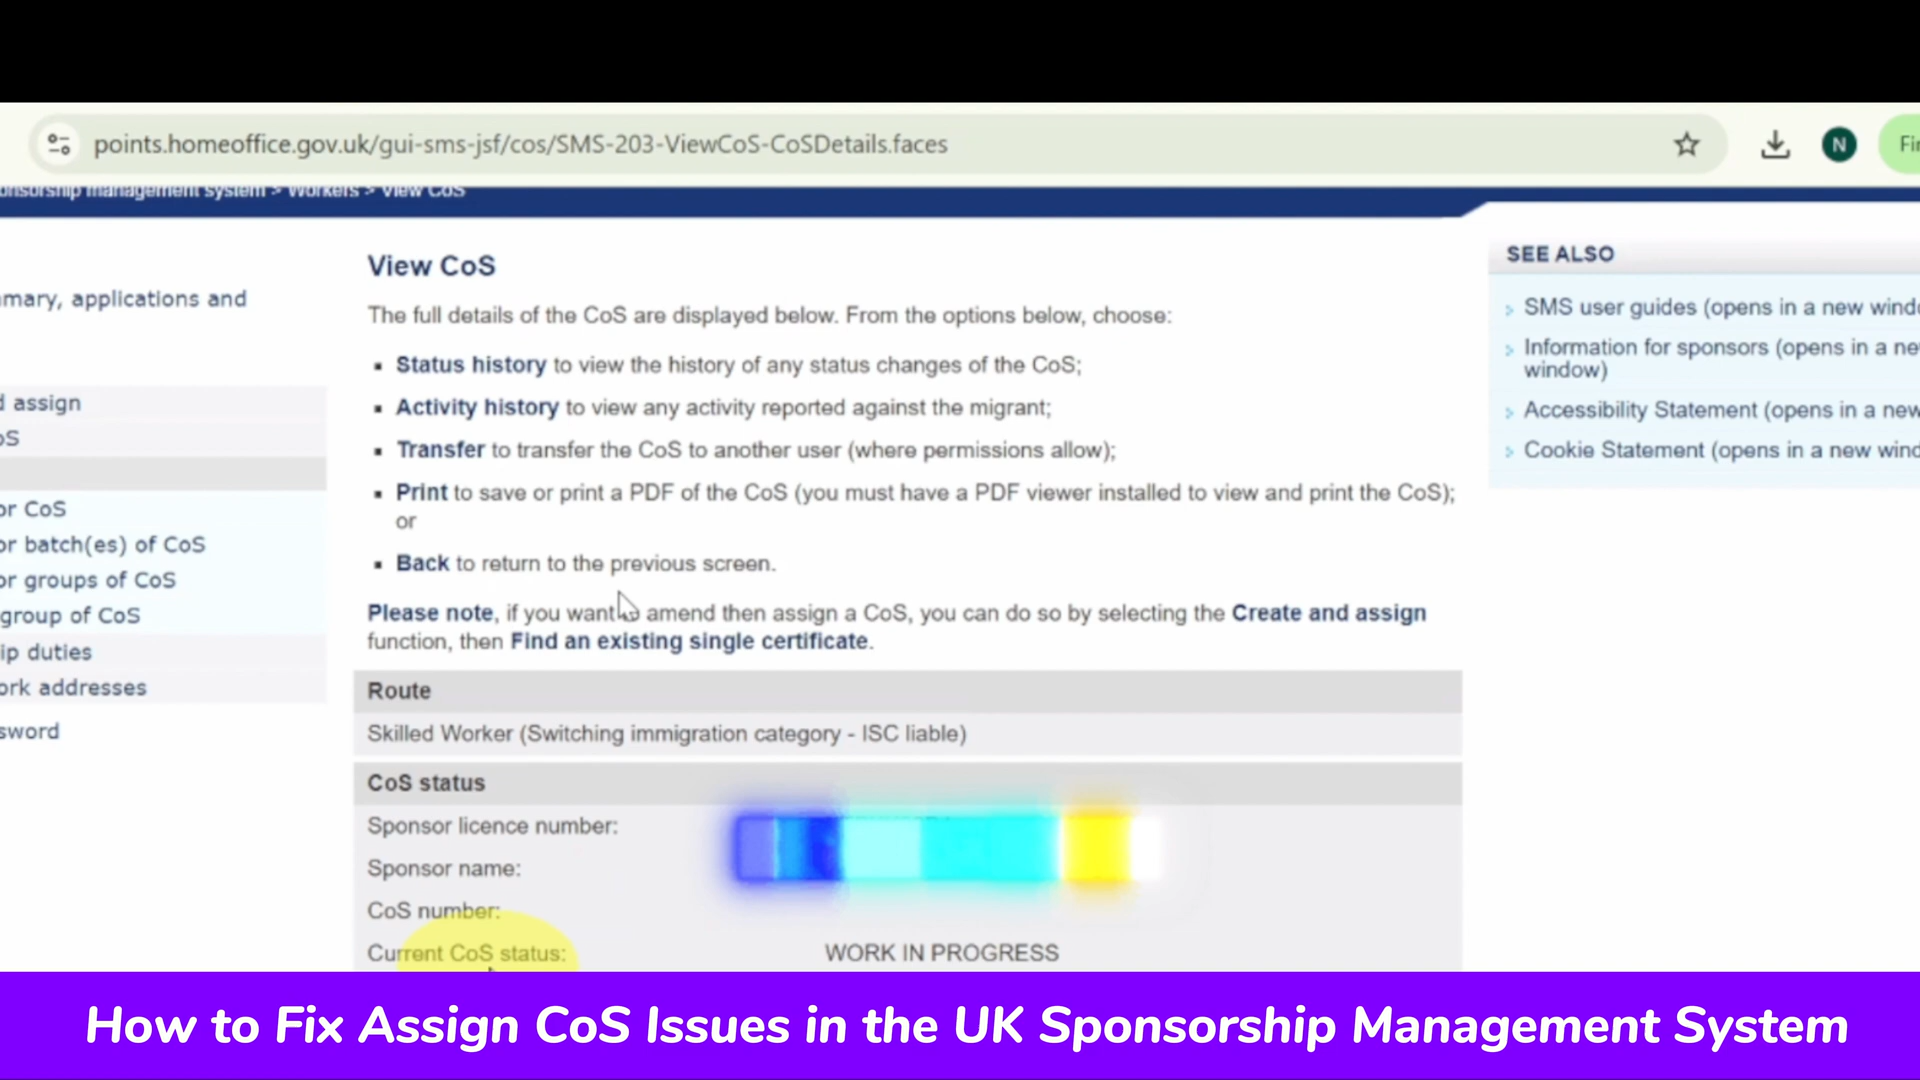 points.homeoffice.gov.uk/gui-sms-jsf/cos/SMS-203-ViewCoS-CoSDetails.faces
N
management system > Workers > View CoS
View CoS
The full details of the CoS are displayed below. From the options below, choose:
Status history to view the history of any status changes of the CoS;
Activity history to view any activity reported against the migrant;
Transfer to transfer the CoS to another user (where permissions allow);
Print to save or print a PDF of the CoS (you must have a PDF viewer installed to view and print the CoS);
or
Back to return to the previous screen.
Please note, if you want to amend then assign a CoS, you can do so by selecting the Create and assign
function, then Find an existing single certificate.
Route
Skilled Worker (Switching immigration category - ISC liable)
CoS status
Sponsor licence number:
Sponsor name:
CoS number:
Current CoS status: WORK IN PROGRESS
applications and
assign
or CoS
or batch(es) of CoS
or groups of CoS
group of CoS
duties
addresses
SEE ALSO
SMS user guides (opens in a new
Information for sponsors (opens in a
window)
Accessibility Statement (opens in a new
Cookie Statement (opens in a new
How to Fix Assign CoS Issues in the UK Sponsorship Management System